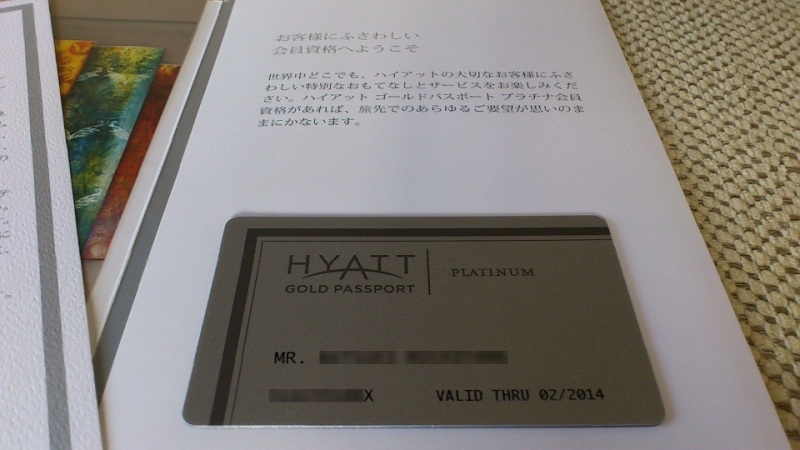 お客様にふさわしい
会員資格へようこそ
世界中どこでも、ハイアットの大切なお客様にふさ
わしい特別なおもてなしとサービスをお楽しみくだ
さい。ハイアット ゴールドパスポート プラチナ会員
資格があれば、旅先でのあらゆるご要望が思いのま
まにかないます。
HYATT
GOLD PASSPORT
PLATINUM
MR.
X
VALID THRU 02/2014